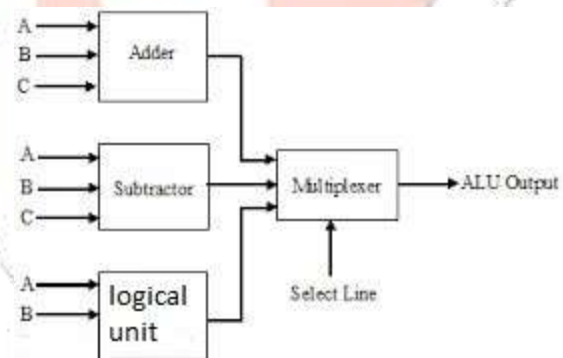 A
B
C
Adder
A
B
C
Subtractor
A
B
logical
unit
Multiplexer
ALU Output
Select Line